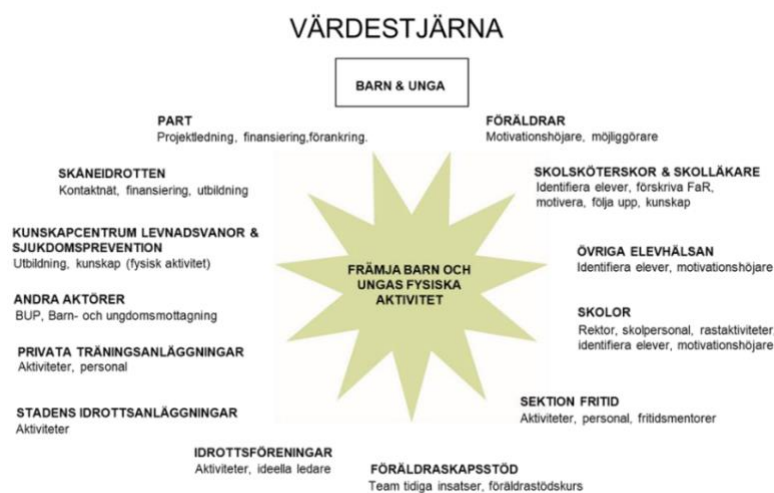 VÄRDESTJÄRNA
BARN & UNGA
PART
Projektledning, finansiering,förankring.
FÖRÄLDRAR
Motivationshöjare, möjliggörare
SKÅNEIDROTTEN
Kontaktnät, finansiering, utbildning
SKOLSKÖTERSKOR & SKOLLÄKARE
Identifiera elever, förskriva FaR,
motivera, följa upp, kunskap
KUNSKAPCENTRUM LEVNADSVANOR &
SJUKDOMSPREVENTION
Utbildning, kunskap (fysisk aktivitet)
FRÄMJA BARN OCH
UNGAS FYSISKA
AKTIVITET
ÖVRIGA ELEVHÄLSAN
Identifiera elever, motivationshöjare
ANDRA AKTÖRER
BUP, Barn- och ungdomsmottagning
SKOLOR
Rektor, skolpersonal, rastaktiviteter,
identifiera elever, motivationshöjare
PRIVATA TRÄNINGSANLÄGGNINGAR
Aktiviteter, personal
SEKTION FRITID
Aktiviteter, personal, fritidsmentorer
STADENS IDROTTSANLÄGGNINGAR
Aktiviteter
IDROTTSFÖRENINGAR
Aktiviteter, ideella ledare
FÖRÄLDRASKAPSSTÖD
Team tidiga insatser, föräldrastödskurs